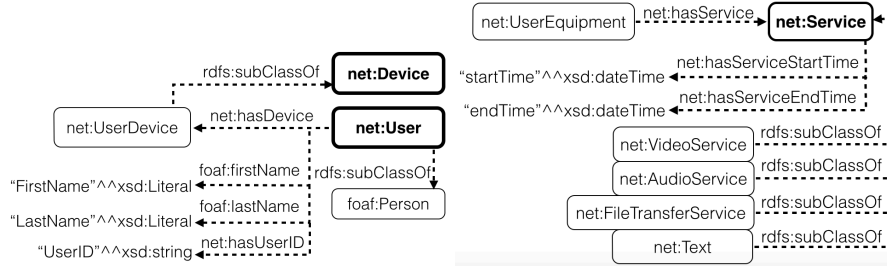 rdfs:subClassOf
net:Device
net:UserDevice
net:hasDevice
net:User
foaf:firstName
rdfs:subClassOf
“FirstName”^^xsd:Literal
foaf:lastName
foaf:Person
“LastName”^^xsd:Literal
net:hasUserID
“UserID”^^xsd:string
net:UserEquipment
net:hasService
net:Service
net:hasServiceStartTime
“startTime”^^xsd:dateTime
net:hasServiceEndTime
“endTime”^^xsd:dateTime
net:VideoService
rdfs:subClassOf
net:AudioService
rdfs:subClassOf
net:FileTransferService
rdfs:subClassOf
net:Text
rdfs:subClassOf